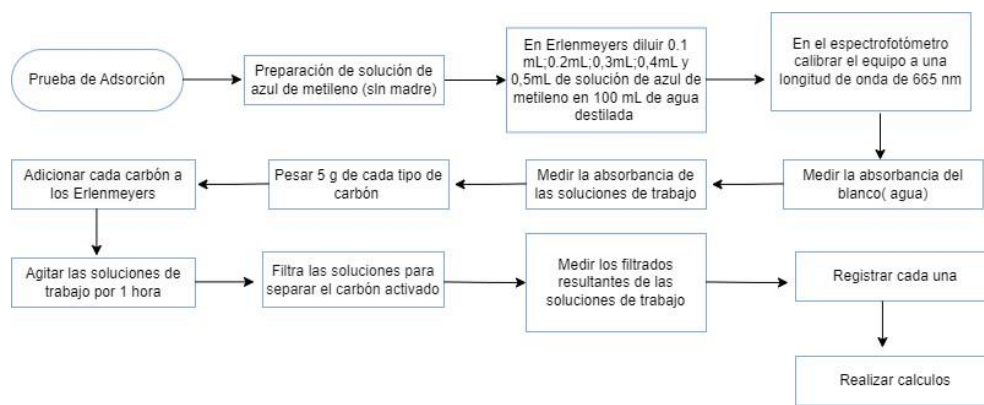 Prueba de Adsorción
Preparación de solución de
azul de metileno (sln madre)
En Erlenmeyers diluir 0.1
mL;0.2mL;0,3mL;0,4mL y
0,5mL de solución de azul de
metileno en 100 mL de agua
destilada
En el espectrofotómetro
calibrar el equipo a una
longitud de onda de 665 nm
Medir la absorbancia del
blanco( agua)
Medir la absorbancia de
las soluciones de trabajo
Pesar 5 g de cada tipo de
carbón
Adicionar cada carbón a
los Erlenmeyers
Agitar las soluciones de
trabajo por 1 hora
Filtra las soluciones para
separar el carbón activado
Medir los filtrados
resultantes de las
soluciones de trabajo
Registrar cada una
Realizar calculos